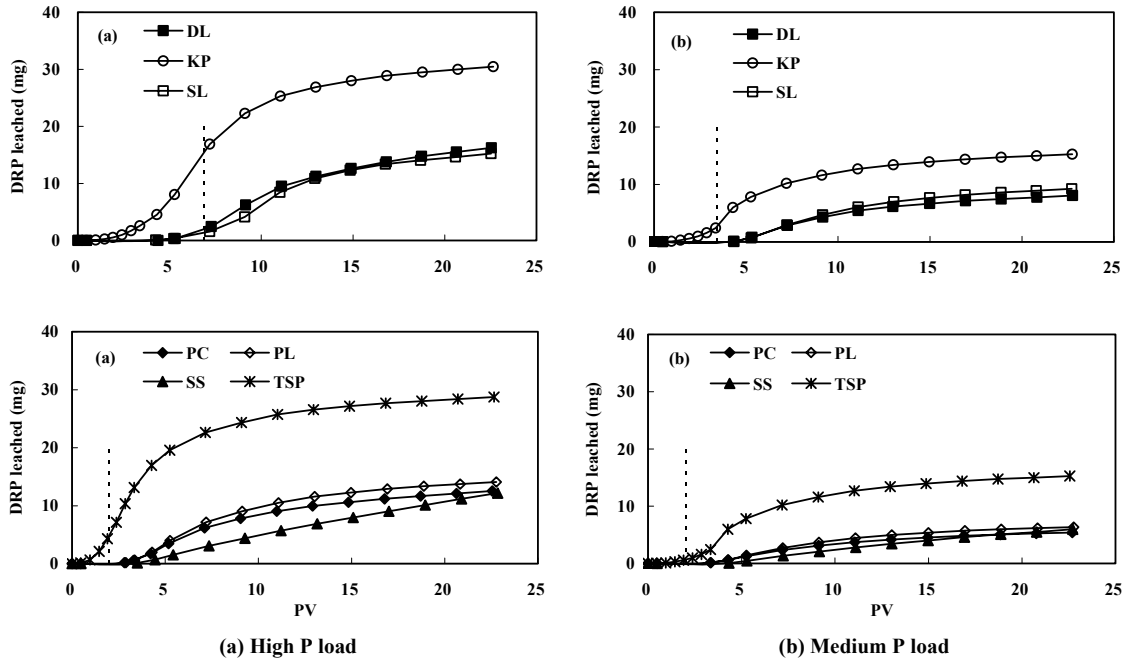 (a)
DL
KP
SL
DRP leached (mg)
40
30
20
10
0
0 5 10 15 20 25
(b)
DL
KP
SL
DRP leached (mg)
40
30
20
10
0
0 5 10 15 20 25
(a)
PC PL
SS TSP
DRP leached (mg)
40
30
20
10
0
0 5 10 15 20 25
PV
(a) High P load
(b)
PC PL
SS TSP
DRP leached (mg)
40
30
20
10
0
0 5 10 15 20 25
PV
(b) Medium P load